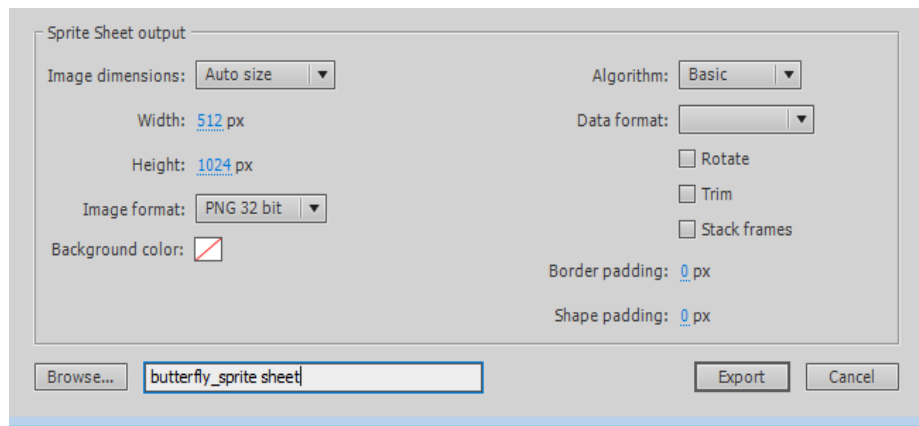 Sprite Sheet output
Image dimensions: Auto size
Algorithm: Basic
Width: 512 px
Data format:
Height: 1024 px
Rotate
Trim
Image format: PNG 32 bit
Stack frames
Background color:
Border padding: 0 px
Shape padding: 0 px
Browse... butterfly_sprite sheet Export Cancel